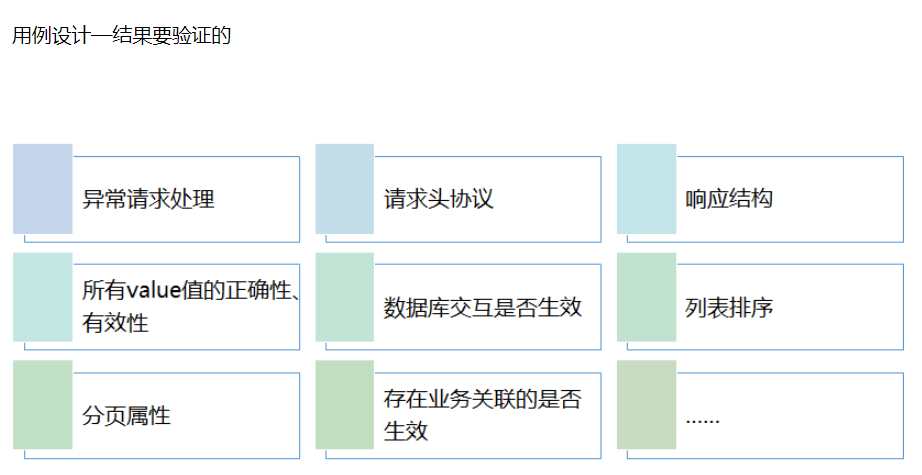 用例设计—结果要验证的
异常请求处理
请求头协议
响应结构
所有value值的正确性、
有效性
数据库交互是否生效
列表排序
分页属性
存在业务关联的是否
生效
……